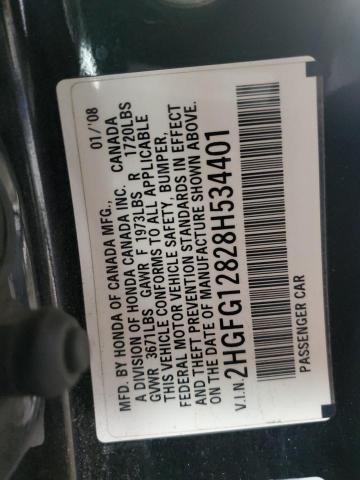 MFD. BY HONDA OF CANADA MFG., 01/'08
A DIVISION OF HONDA CANADA INC. CANADA
GVWR 3671LBS GAWR F 1973LBS R 1720LBS
THIS VEHICLE CONFORMS TO ALL APPLICABLE
FEDERAL MOTOR VEHICLE SAFETY, BUMPER,
AND THEFT PREVENTION STANDARDS IN EFFECT
ON THE DATE OF MANUFACTURE SHOWN ABOVE.
V.I.N. 2HGFG12828H534401
PASSENGER CAR